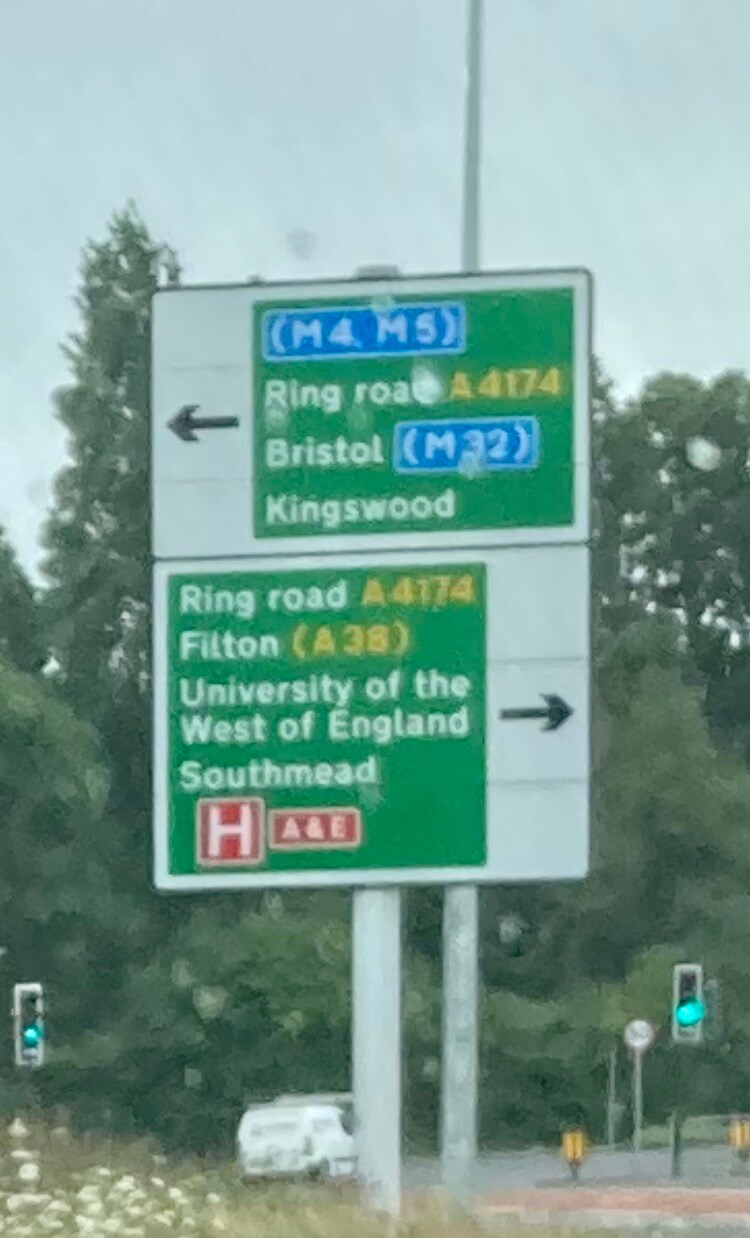 (M4, M5)
Ring road A4174
Bristol (M32)
Kingswood
Ring road A4174
Filton (A38)
University of the
West of England
Southmead
H A&E